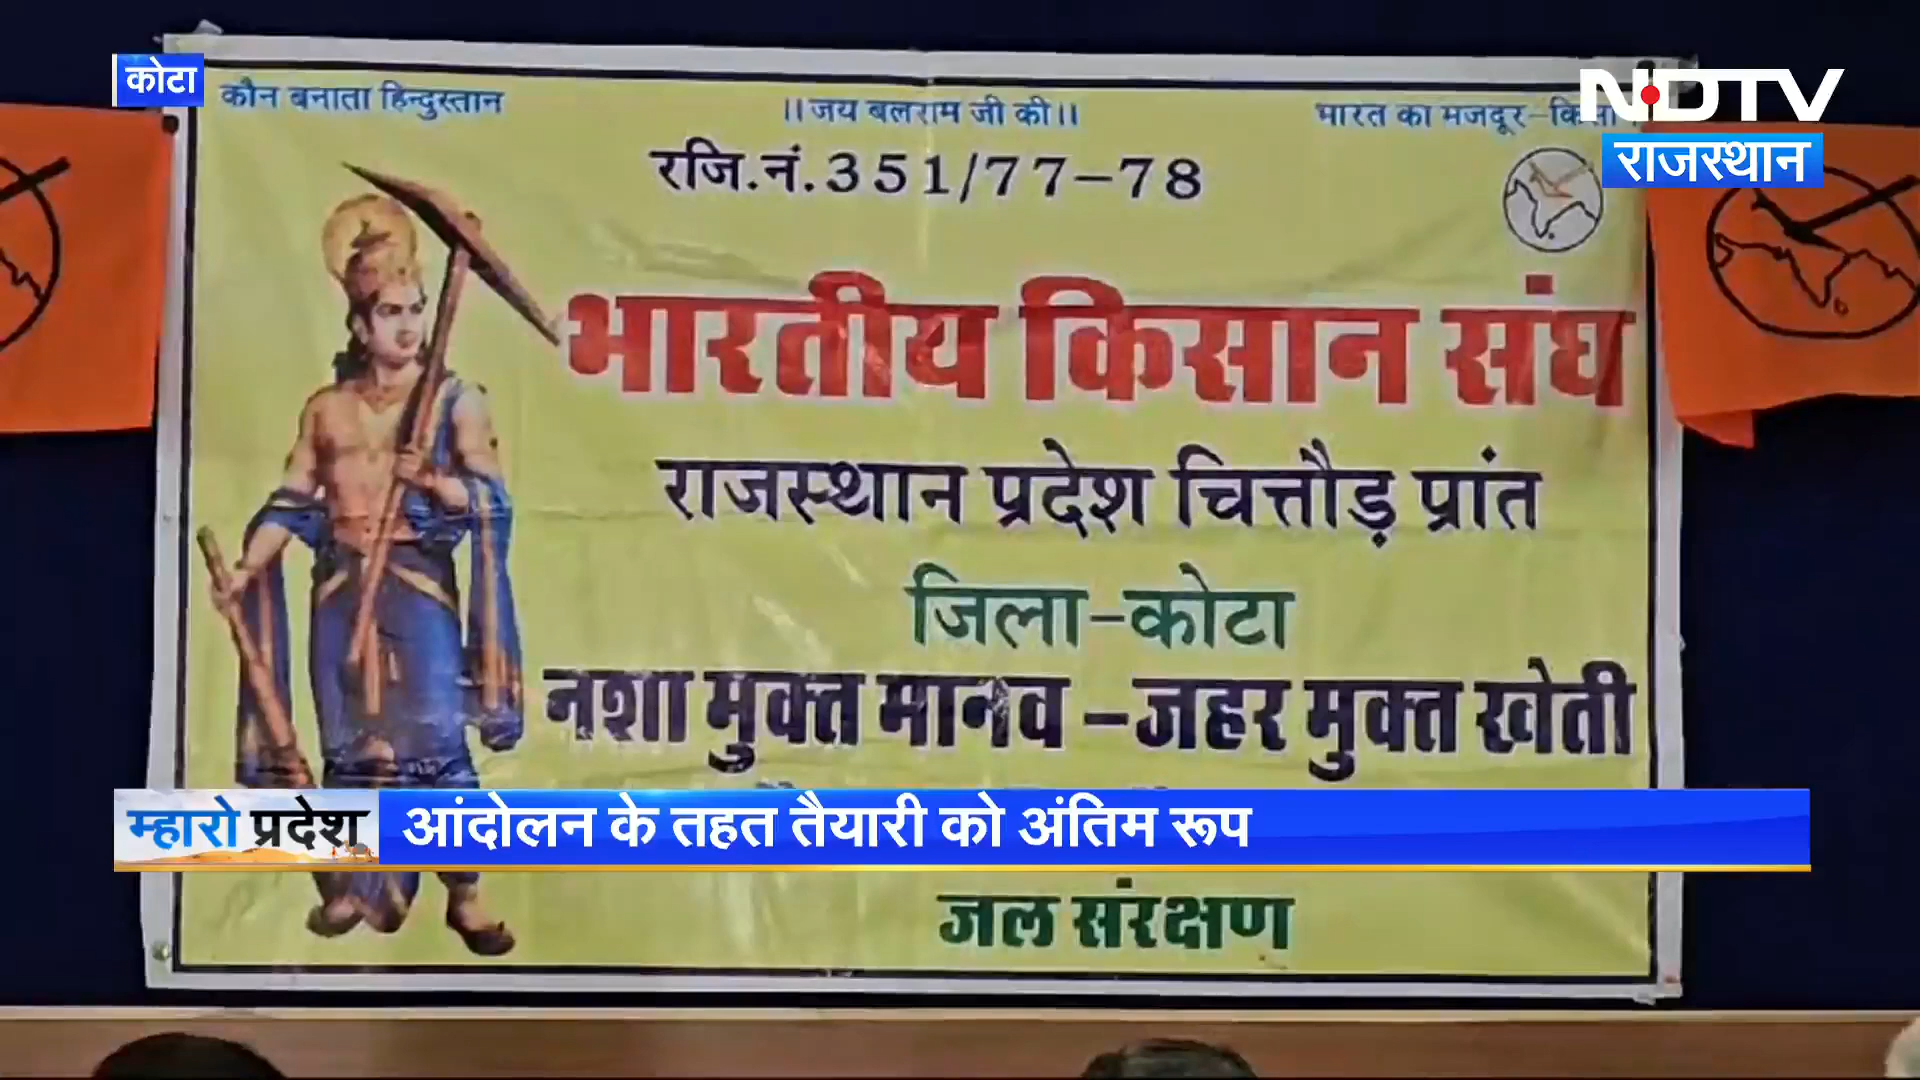 कोटा
NDTV
राजस्थान
कौन बनाता हिन्दुस्तान
।।जय बलराम जी की।।
भारत का मजदूर-
रजि.नं.351/77-78
भारतीय किसान संघ
राजस्थान प्रदेश चित्तौड़ प्रांत
जिला-कोटा
नशा मुक्त मानव -जहर मुक्त खेती
म्हारो प्रदेश
आंदोलन के तहत तैयारी को अंतिम रूप
जल संरक्षण